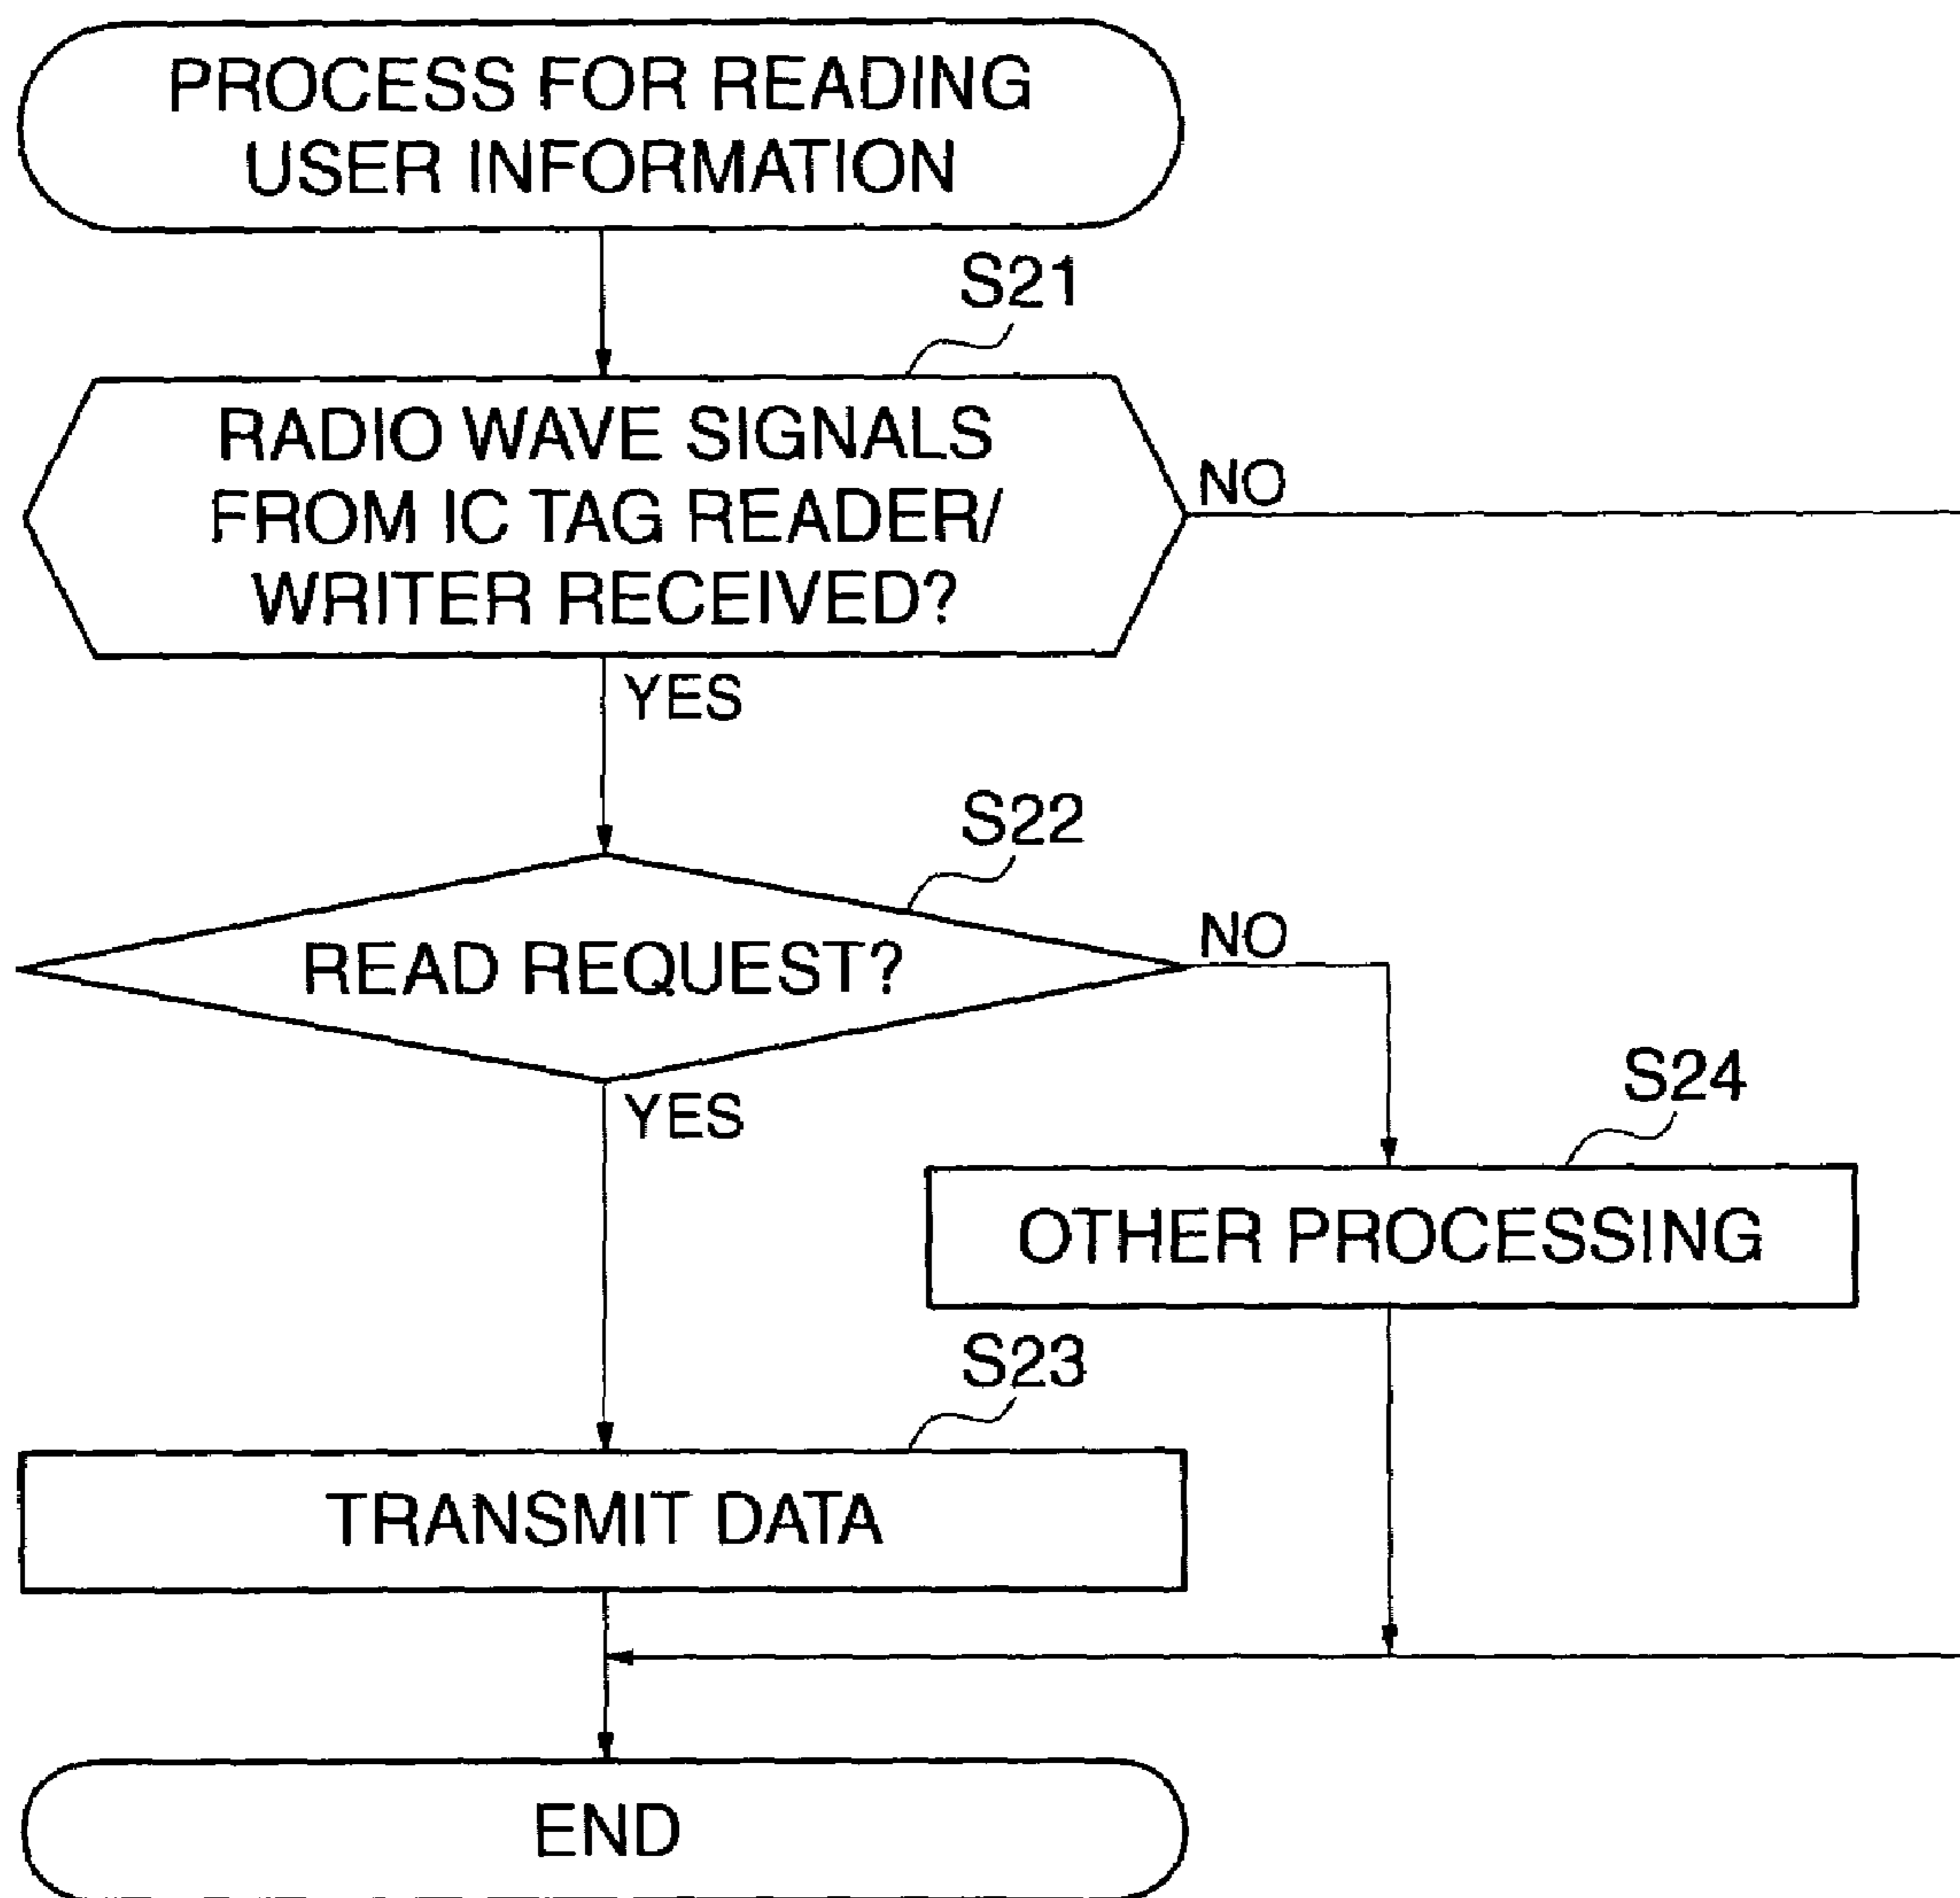 PROCESS FOR READING
USER INFORMATION
S21
RADIO WAVE SIGNALS
FROM IC TAG READER/
WRITER RECEIVED?
NO
YES
S22
READ REQUEST?
NO
YES
S24
OTHER PROCESSING
S23
TRANSMIT DATA
END